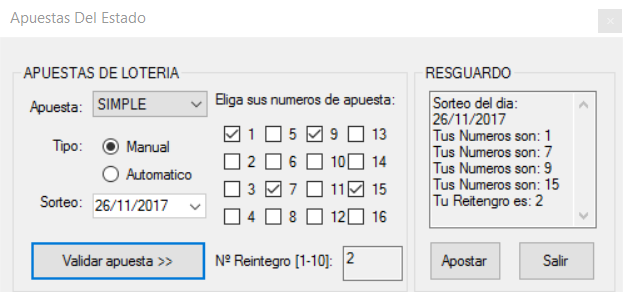 Apuestas Del Estado
APUESTAS DE LOTERIA
Apuesta: SIMPLE
Tipo: Manual
Automatico
Sorteo: 26/11/2017
Validar apuesta >>
Eliga sus numeros de apuesta:
1 5 9 13
2 6 10 14
3 7 11 15
4 8 12 16
Nº Reintegro [1-10]: 2
RESGUARDO
Sorteo del dia:
26/11/2017
Tus Numeros son: 1
Tus Numeros son: 7
Tus Numeros son: 9
Tus Numeros son: 15
Tu Reitengro es: 2
Apostar Salir